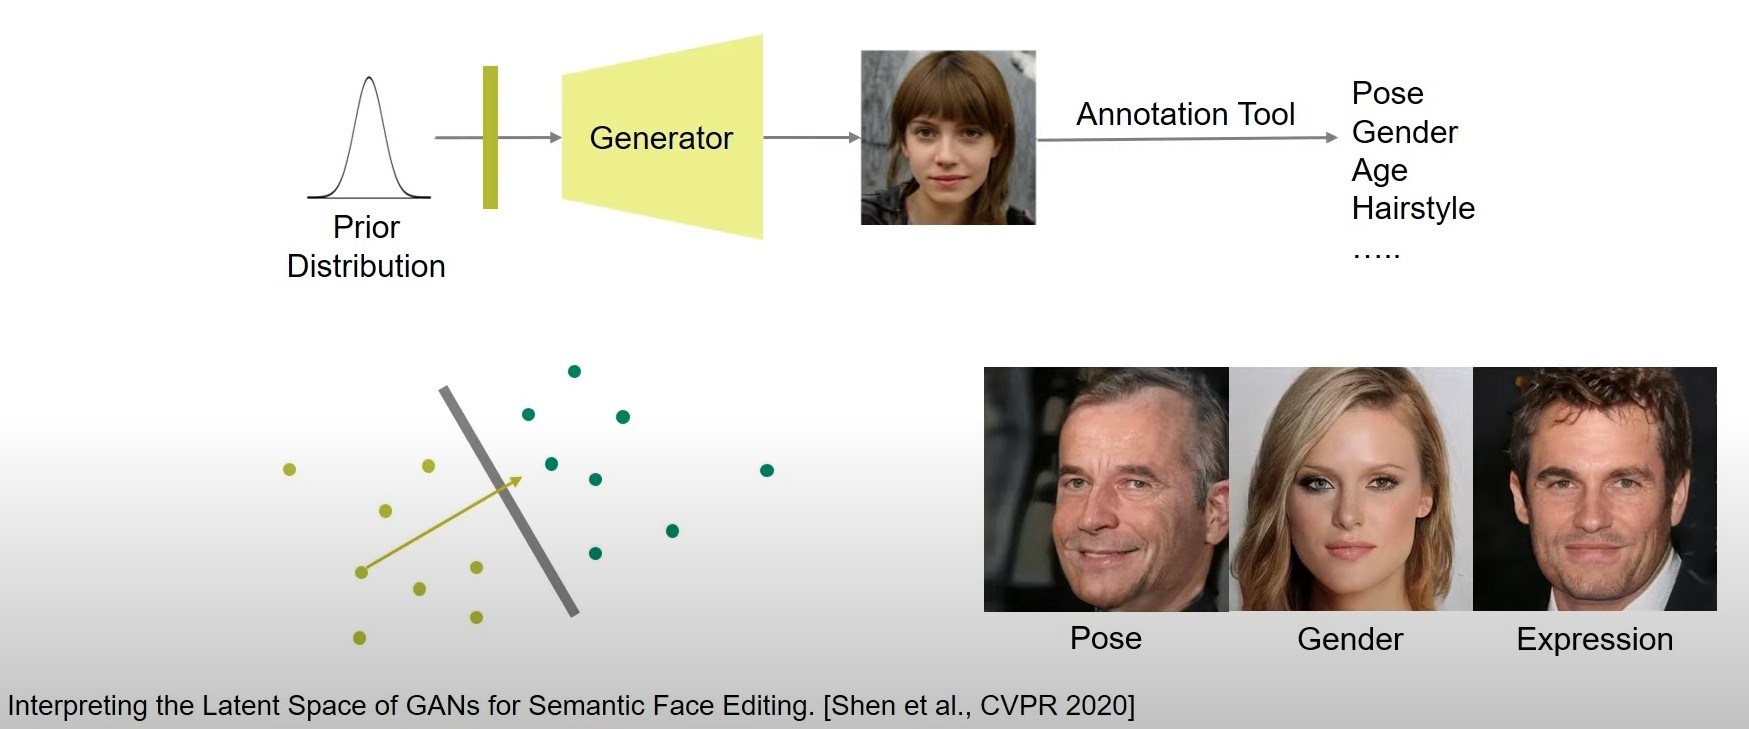 Prior
Distribution
Generator
Annotation Tool
Pose
Gender
Age
Hairstyle
.....
Pose
Gender
Expression
Interpreting the Latent Space of GANs for Semantic Face Editing. [Shen et al., CVPR 2020]